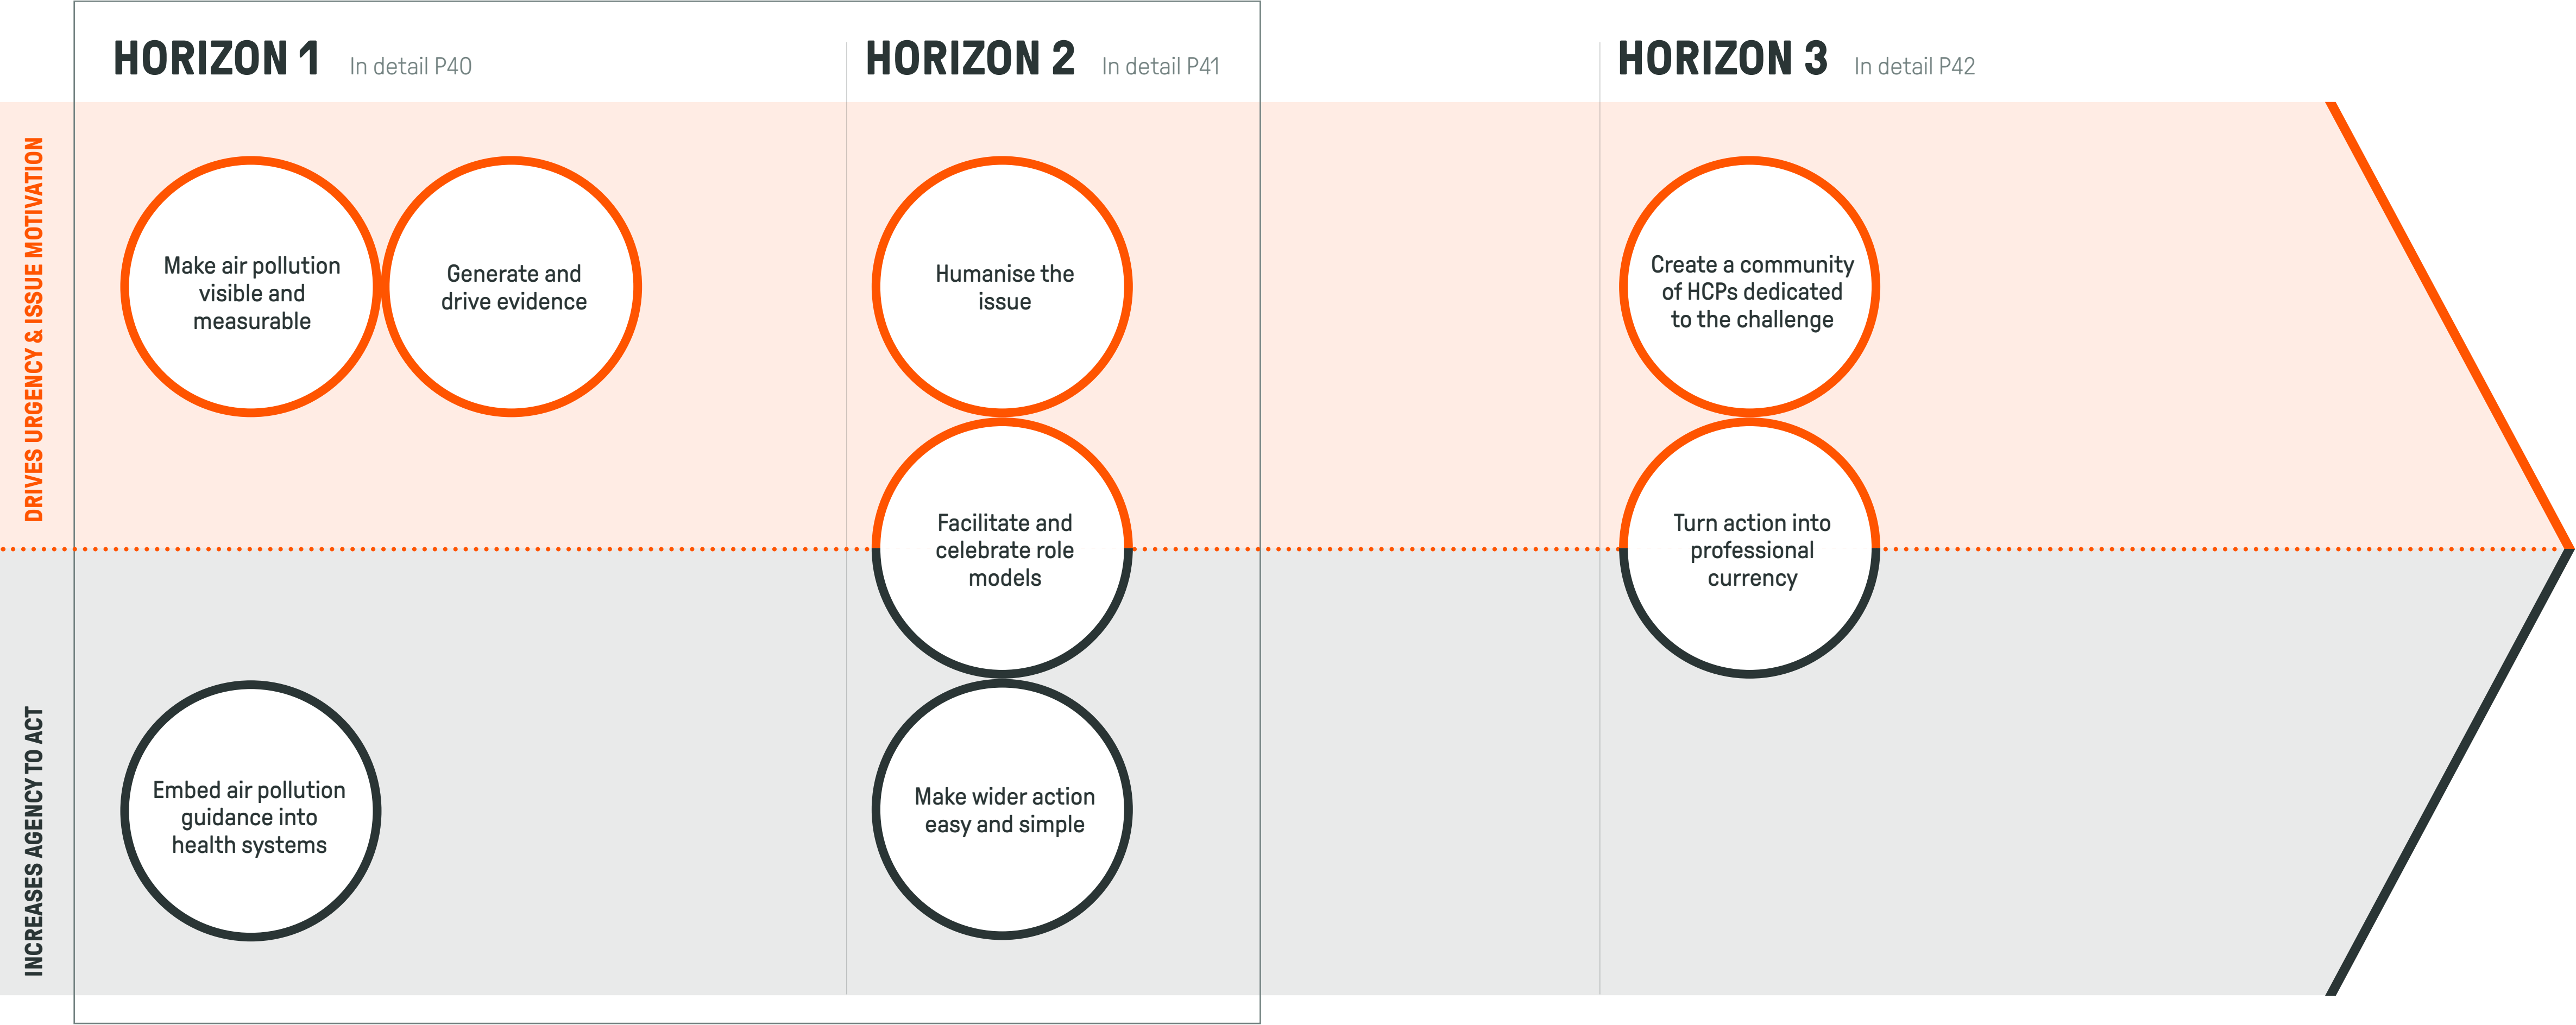 HORIZON 1 In detail P40
HORIZON 2 In detail P41
HORIZON 3 In detail P42
DRIVES URGENCY & ISSUE MOTIVATION
Make air pollution
visible and
measurable
Generate and
drive evidence
Humanise the
issue
Create a community
of HCPs dedicated
to the challenge
Facilitate and
celebrate role
models
Turn action into
professional
currency
INCREASES AGENCY TO ACT
Embed air pollution
guidance into
health systems
Make wider action
easy and simple